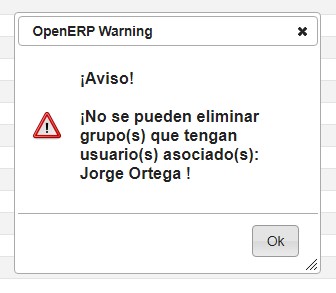 OpenERP Warning
¡Aviso!
¡No se pueden eliminar
grupo(s) que tengan
usuario(s) asociado(s):
Jorge Ortega !
Ok